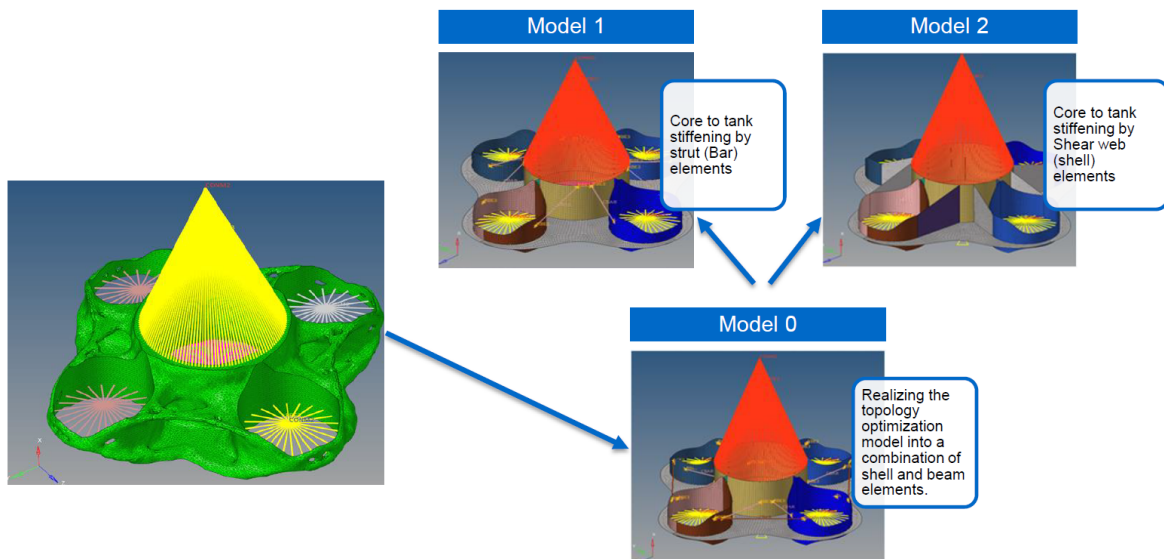 Model 1
Model 2
Core to tank
stiffening by
strut (Bar)
elements
Core to tank
stiffening by
Shear web
(shell)
elements
Model 0
Realizing the
topology
optimization
model into a
combination of
shell and beam
elements.